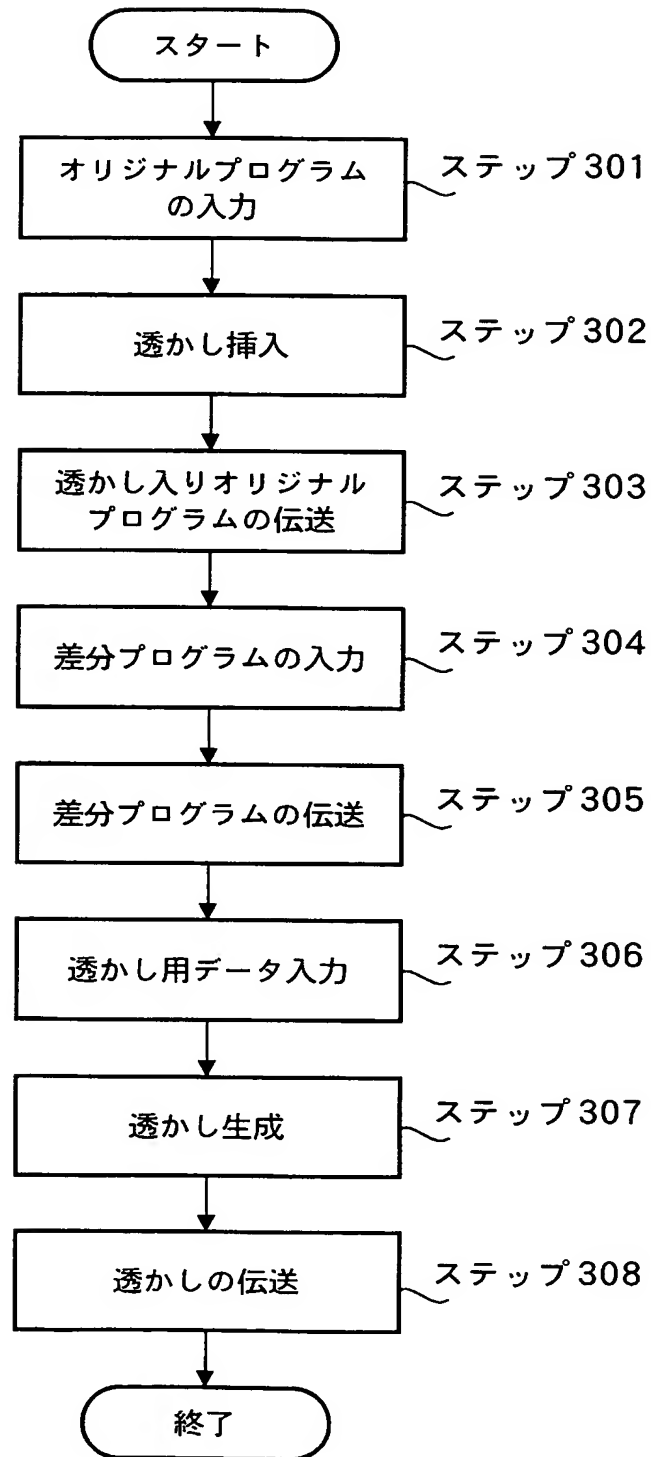 スタート
オリジナルプログラム
の入力
ステップ301
透かし挿入
ステップ302
透かし入りオリジナル
プログラムの伝送
ステップ303
差分プログラムの入力
ステップ304
差分プログラムの伝送
ステップ305
透かし用データ入力
ステップ306
透かし生成
ステップ307
透かしの伝送
ステップ308
終了